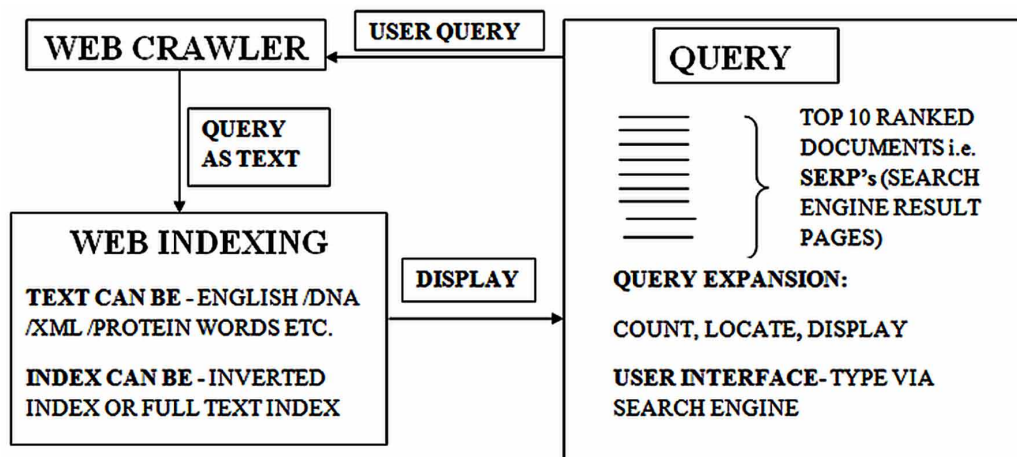 WEB CRAWLER
USER QUERY
QUERY
AS TEXT
WEB INDEXING
TEXT CAN BE - ENGLISH /DNA
/XML /PROTEIN WORDS ETC.
INDEX CAN BE - INVERTED
INDEX OR FULL TEXT INDEX
DISPLAY
QUERY
TOP 10 RANKED
DOCUMENTS i.e.
SERP's (SEARCH
ENGINE RESULT
PAGES)
QUERY EXPANSION:
COUNT, LOCATE, DISPLAY
USER INTERFACE- TYPE VIA
SEARCH ENGINE